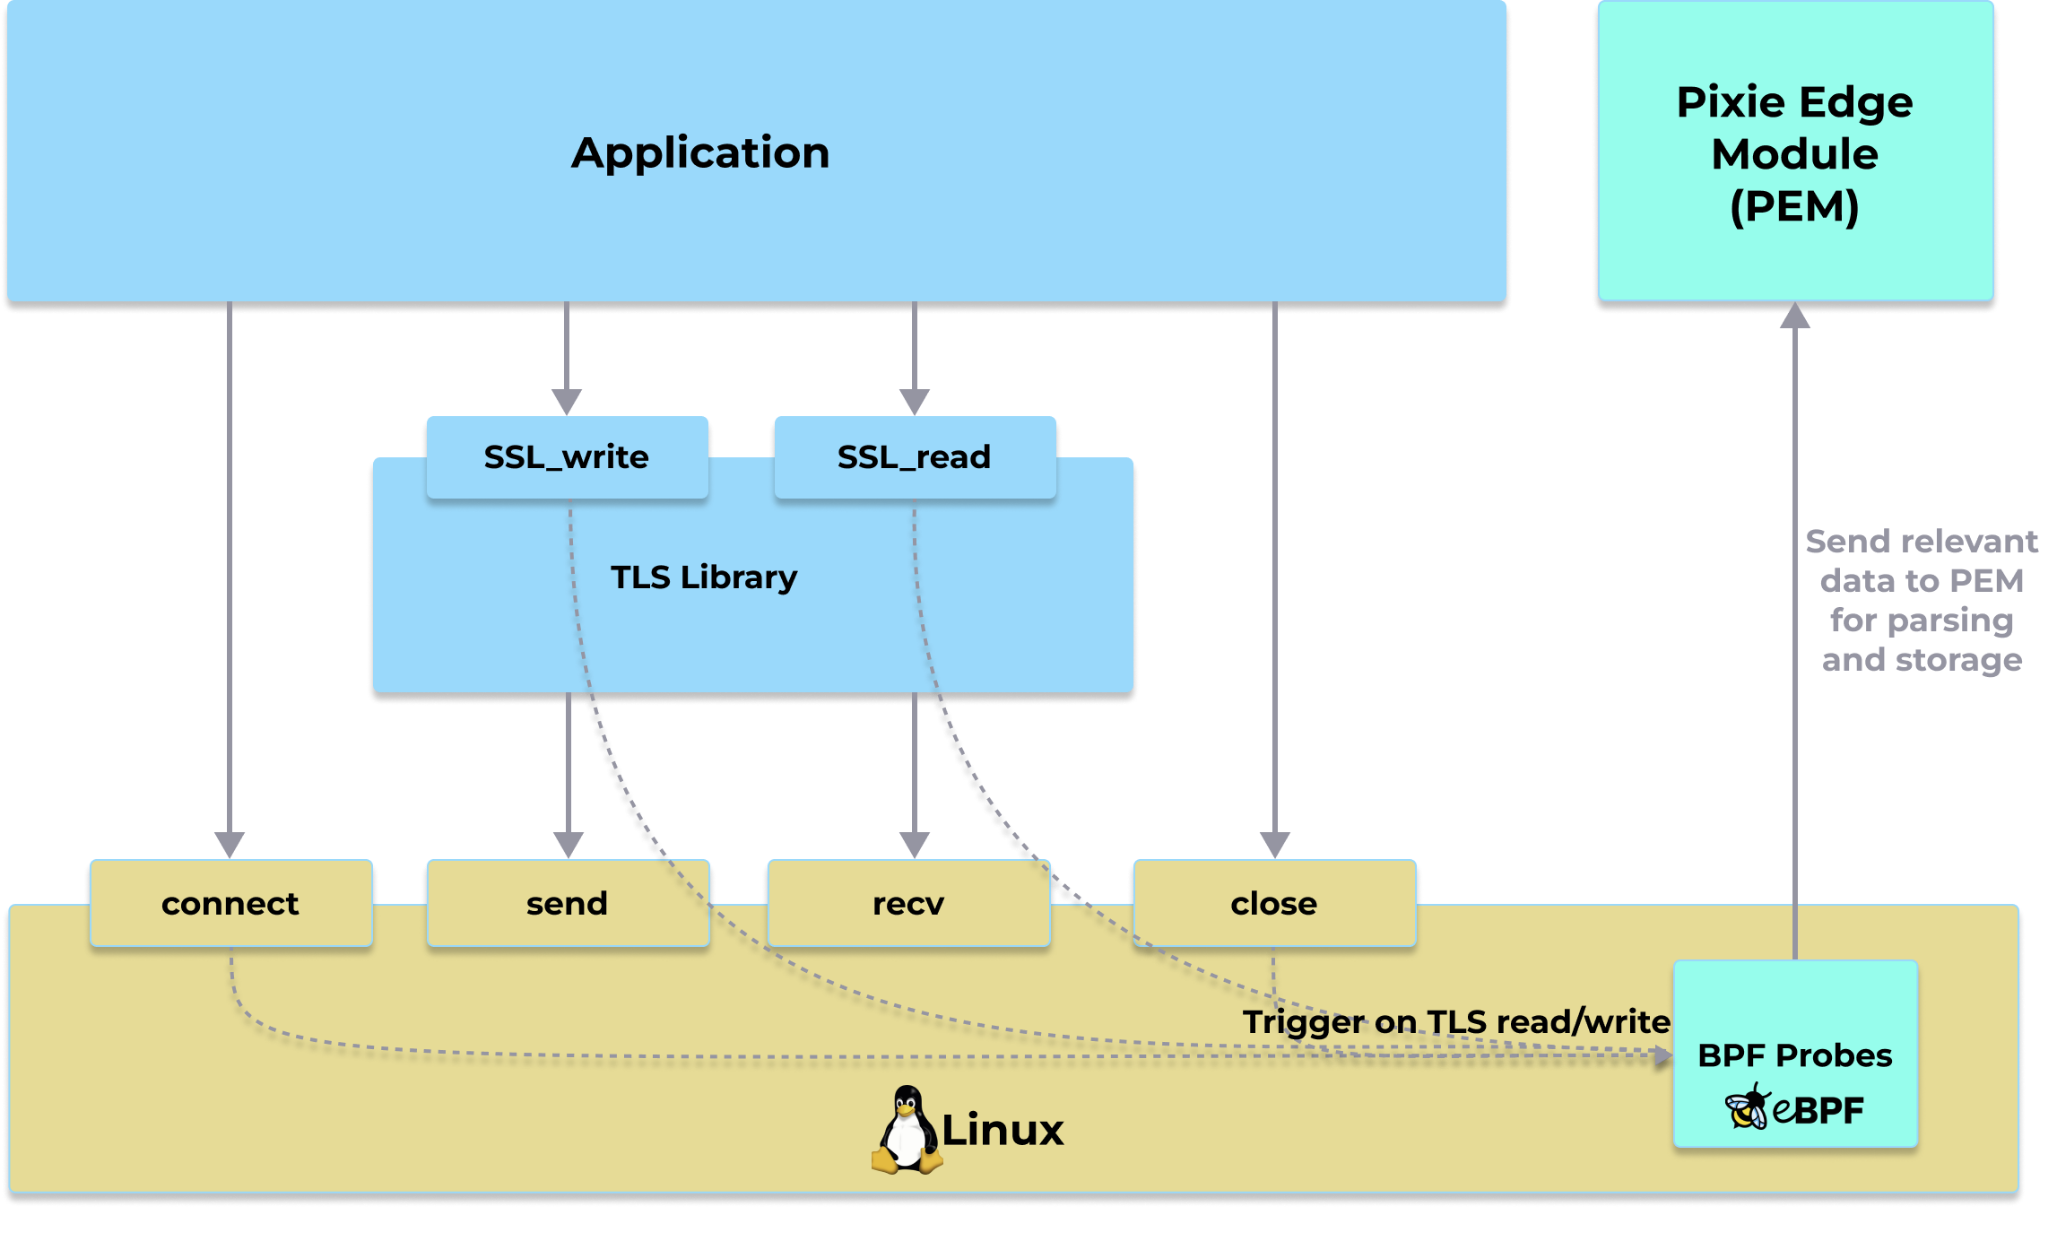 Application
Pixie Edge
Module
(PEM)
SSL_write
SSL_read
TLS Library
Send relevant
data to PEM
for parsing
and storage
connect
send
recv
close
Trigger on TLS read/write
BPF Probes
eBPF
Linux